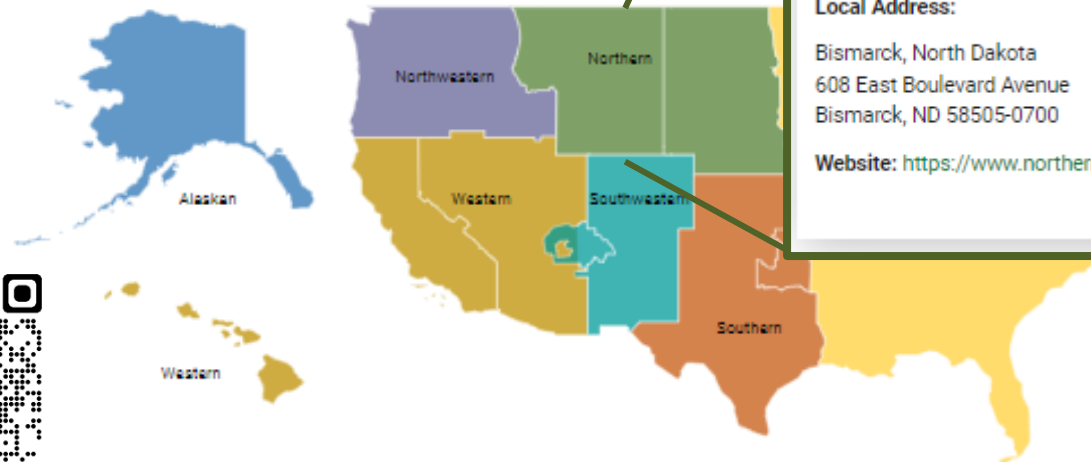 Local Address:
Bismarck, North Dakota
608 East Boulevard Avenue
Bismarck, ND 58505-0700
Website: https://www.norther
Northwestern
Northern
Alaskan
Western
Southwestern
Southern
Western